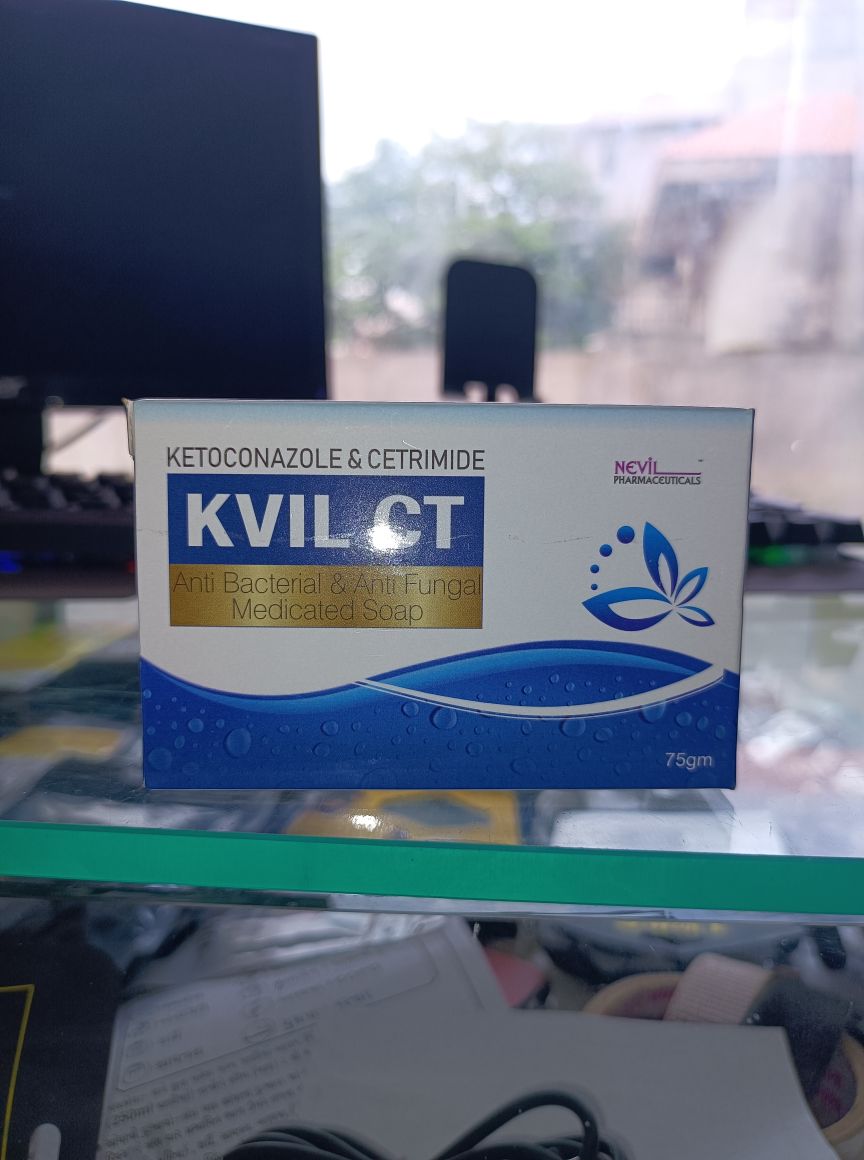 KETOCONAZOLE & CETRIMIDE
KVIL CT
Anti Bacterial & Anti Fungal
Medicated Soap
NEVIL
PHARMACEUTICALS
75gm